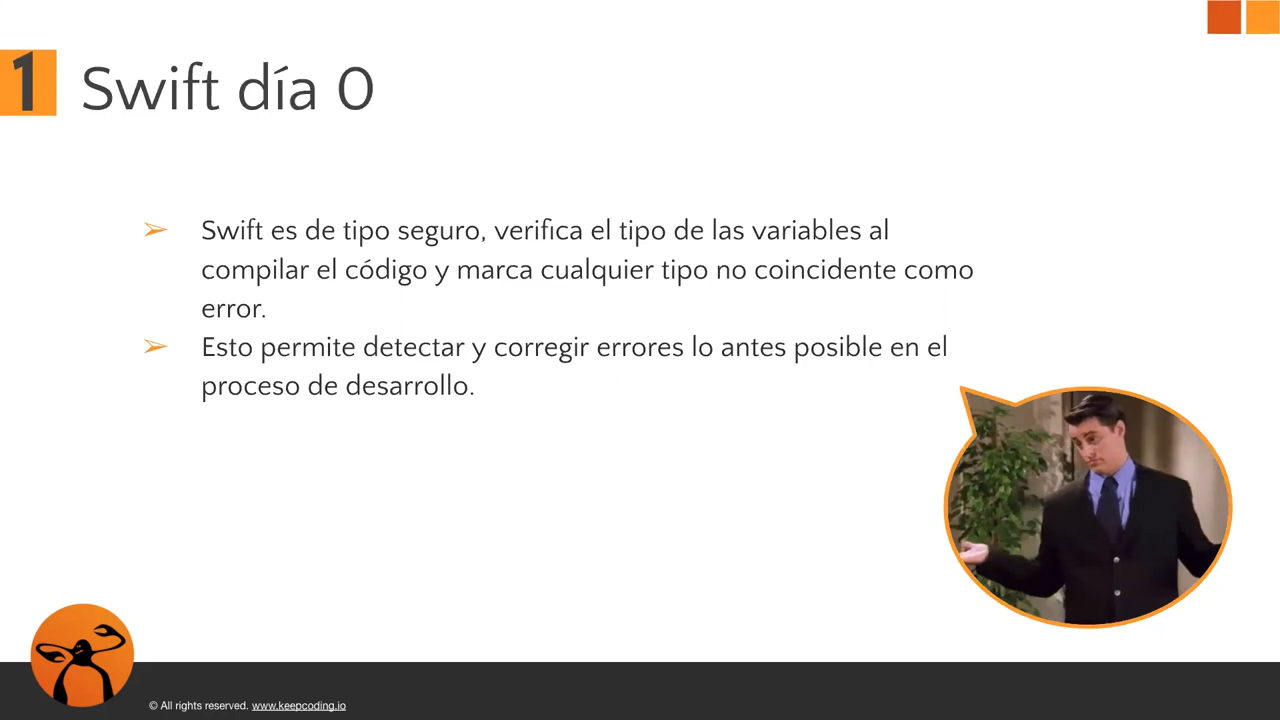 1 Swift día 0
➢ Swift es de tipo seguro, verifica el tipo de las variables al
compilar el código y marca cualquier tipo no coincidente como
error.
➢ Esto permite detectar y corregir errores lo antes posible en el
proceso de desarrollo.
© All rights reserved. www.keepcoding.io